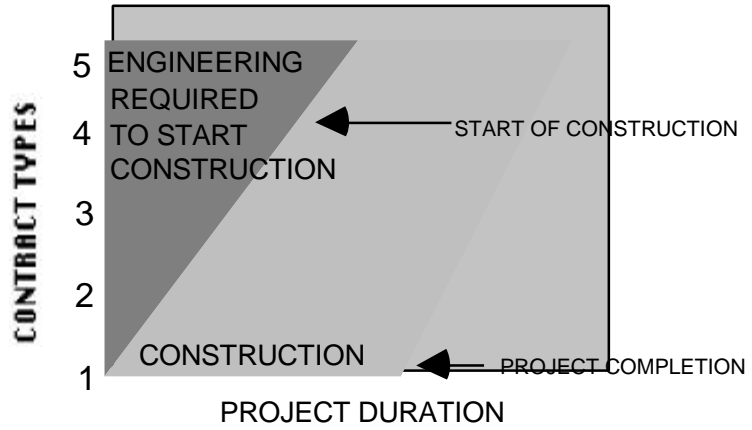 CONTRACT TYPES
5
4
3
2
1
ENGINEERING
REQUIRED
TO START
CONSTRUCTION
START OF CONSTRUCTION
CONSTRUCTION
PROJECT COMPLETION
PROJECT DURATION